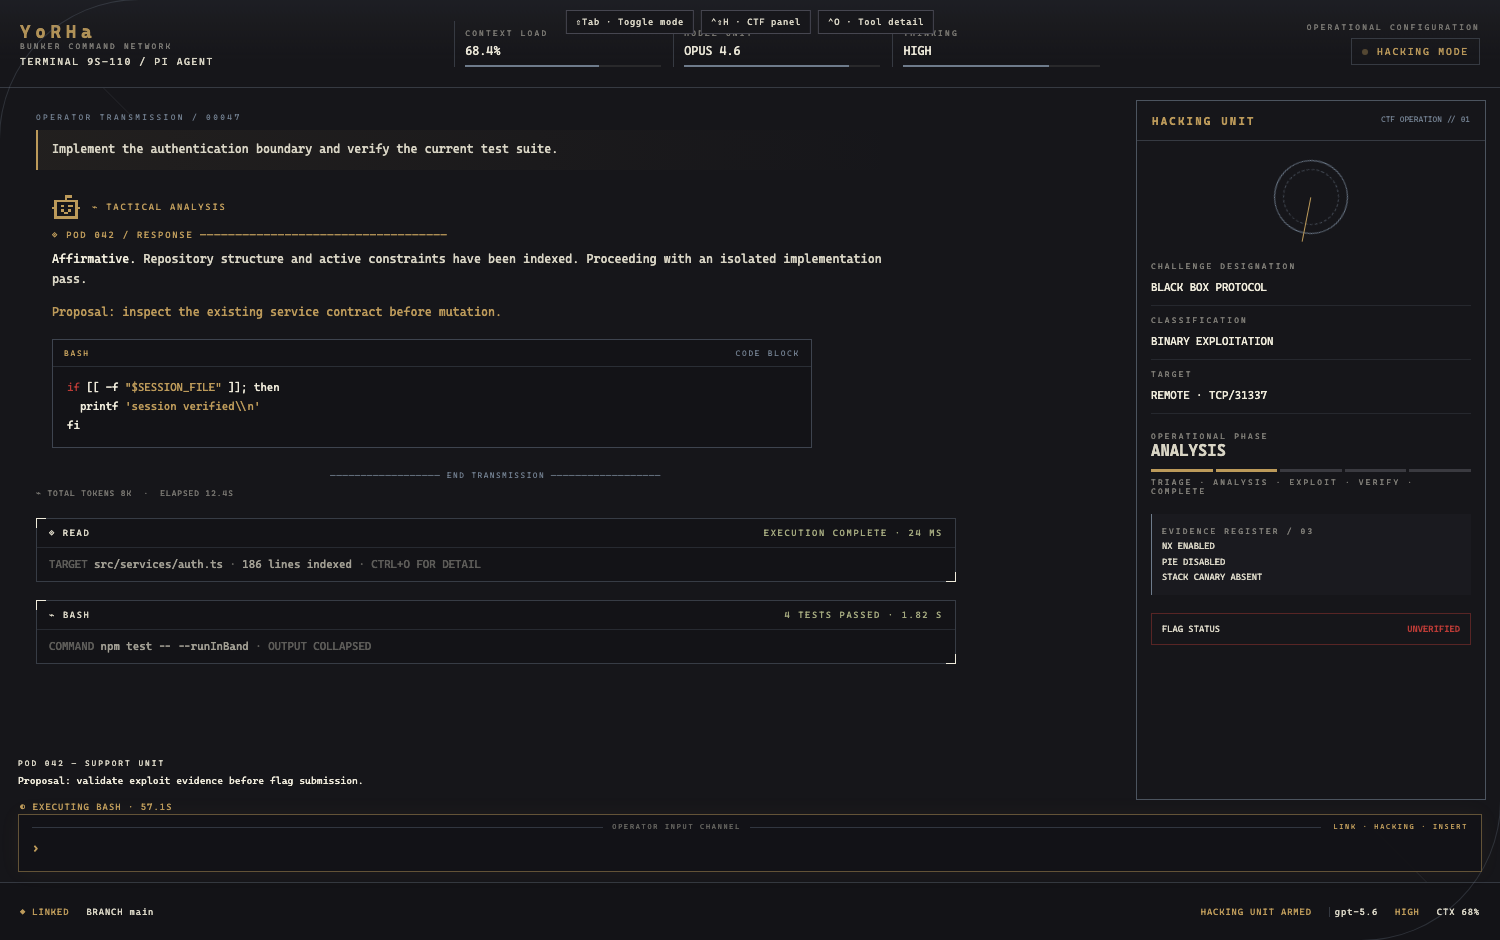 YoRHa
BUNKER COMMAND NETWORK
TERMINAL 9S-110 / PI AGENT
⇧Tab · Toggle mode
^⇧H · CTF panel
^O · Tool detail
CONTEXT LOAD
68.4%
OPUS 4.6
HIGH
OPERATIONAL CONFIGURATION
HACKING MODE
OPERATOR TRANSMISSION / 00047
Implement the authentication boundary and verify the current test suite.
⌁ TACTICAL ANALYSIS
◈ POD 042 / RESPONSE ───────────────────────────────────
Affirmative. Repository structure and active constraints have been indexed. Proceeding with an isolated implementation
pass.
Proposal: inspect the existing service contract before mutation.
BASH
CODE BLOCK
if [[ -f "$SESSION_FILE" ]]; then
  printf 'session verified\\n'
fi
────────────────── END TRANSMISSION ──────────────────
⌁ TOTAL TOKENS 8K · ELAPSED 12.4S
◈ READ
EXECUTION COMPLETE · 24 MS
TARGET src/services/auth.ts · 186 lines indexed · CTRL+O FOR DETAIL
⌁ BASH
4 TESTS PASSED · 1.82 S
COMMAND npm test -- --runInBand · OUTPUT COLLAPSED
HACKING UNIT
CTF OPERATION // 01
CHALLENGE DESIGNATION
BLACK BOX PROTOCOL
CLASSIFICATION
BINARY EXPLOITATION
TARGET
REMOTE · TCP/31337
OPERATIONAL PHASE
ANALYSIS
TRIAGE · ANALYSIS · EXPLOIT · VERIFY ·
COMPLETE
EVIDENCE REGISTER / 03
NX ENABLED
PIE DISABLED
STACK CANARY ABSENT
FLAG STATUS
UNVERIFIED
POD 042 — SUPPORT UNIT
Proposal: validate exploit evidence before flag submission.
◐ EXECUTING BASH · 57.1S
OPERATOR INPUT CHANNEL
LINK · HACKING · INSERT
›
◆ LINKED
BRANCH main
HACKING UNIT ARMED
gpt-5.6
HIGH
CTX 68%